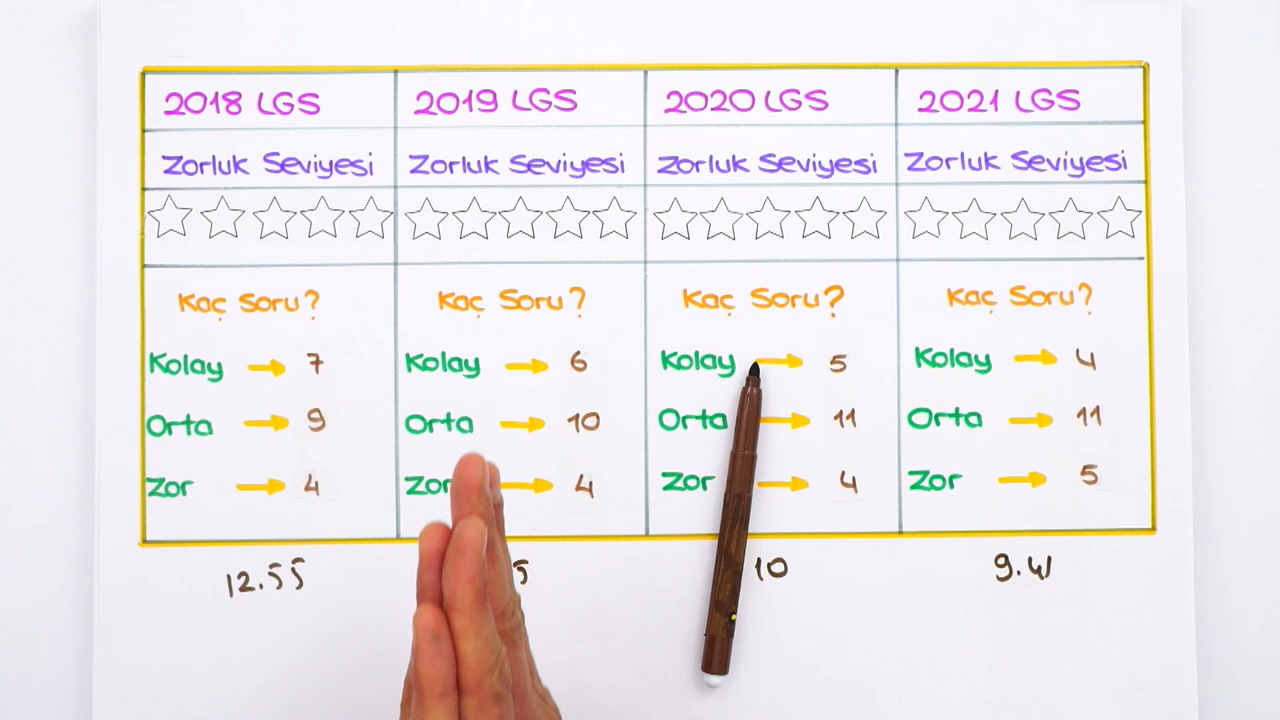 2018 LGS 2019 LGS 2020 LGS 2021 LGS
Zorluk Seviyesi Zorluk Seviyesi Zorluk Seviyesi Zorluk Seviyesi
Kaç Soru? Kaç Soru? Kaç Soru? Kaç Soru?
Kolay → 7 Kolay → 6 Kolay → 5 Kolay → 4
Orta → 9 Orta → 10 Orta → 11 Orta → 11
Zor → 4 Zor → 4 Zor → 4 Zor → 5
12.55 5 10 9.41